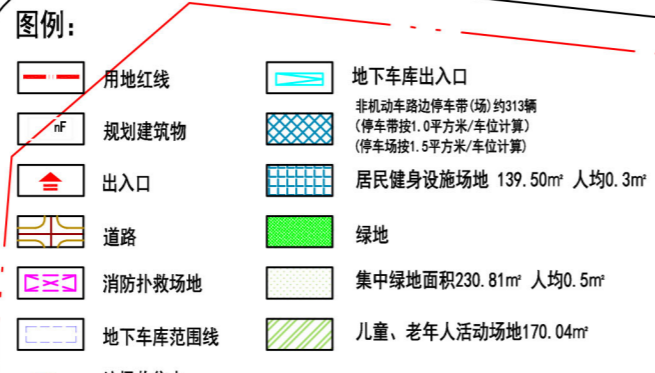 图例：
用地红线
nF
规划建筑物
出入口
道路
消防扑救场地
地下车库范围线
地下车库出入口
非机动车路边停车带(场)约313辆
(停车带按1.0平方米/车位计算)
(停车场按1.5平方米/车位计算)
居民健身设施场地 139.50㎡ 人均0.3㎡
绿地
集中绿地面积230.81㎡ 人均0.5㎡
儿童、老年人活动场地170.04㎡